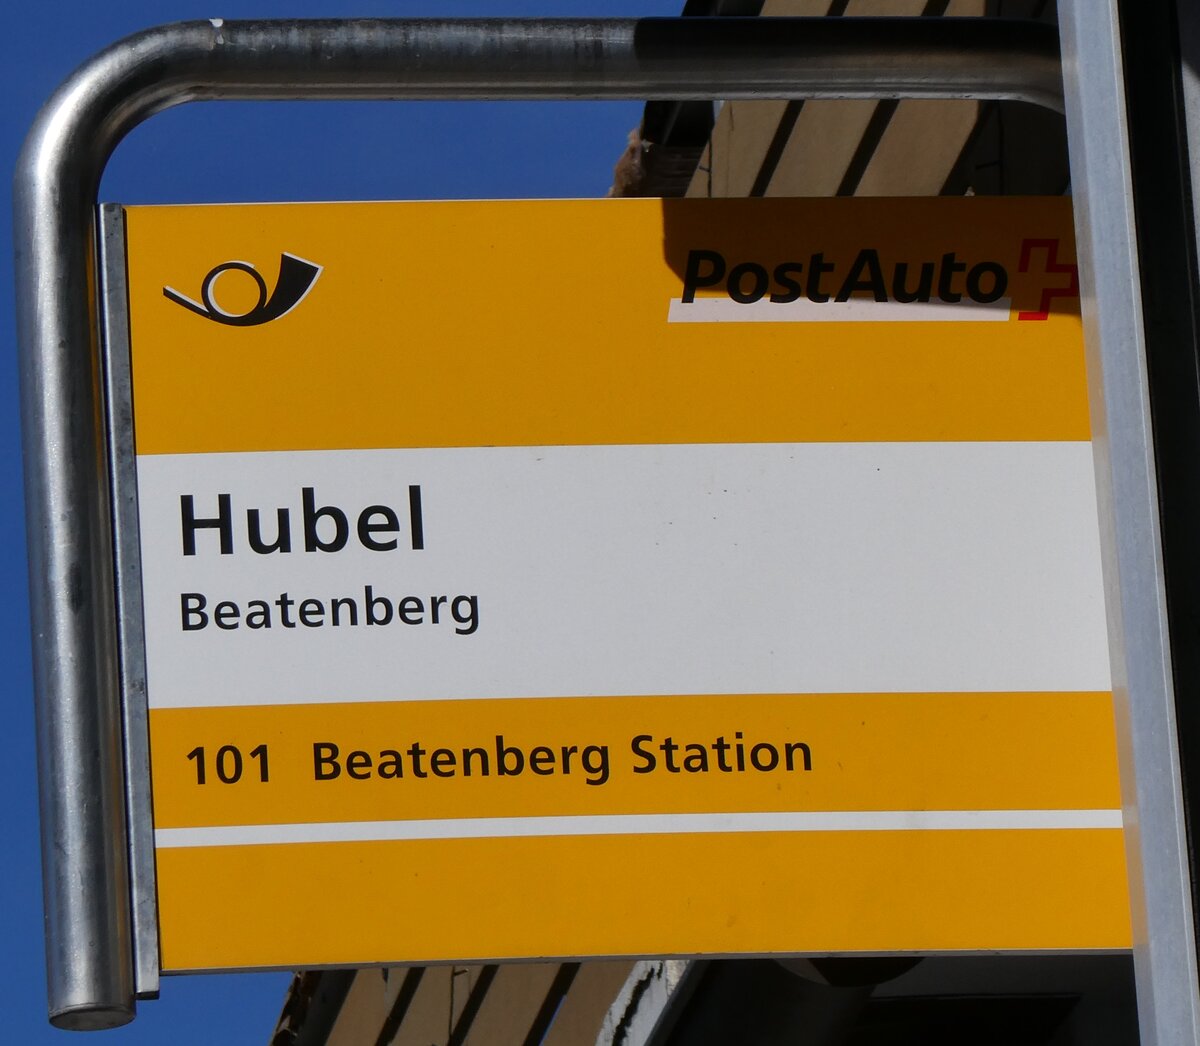 PostAuto
Hubel
Beatenberg
101 Beatenberg Station